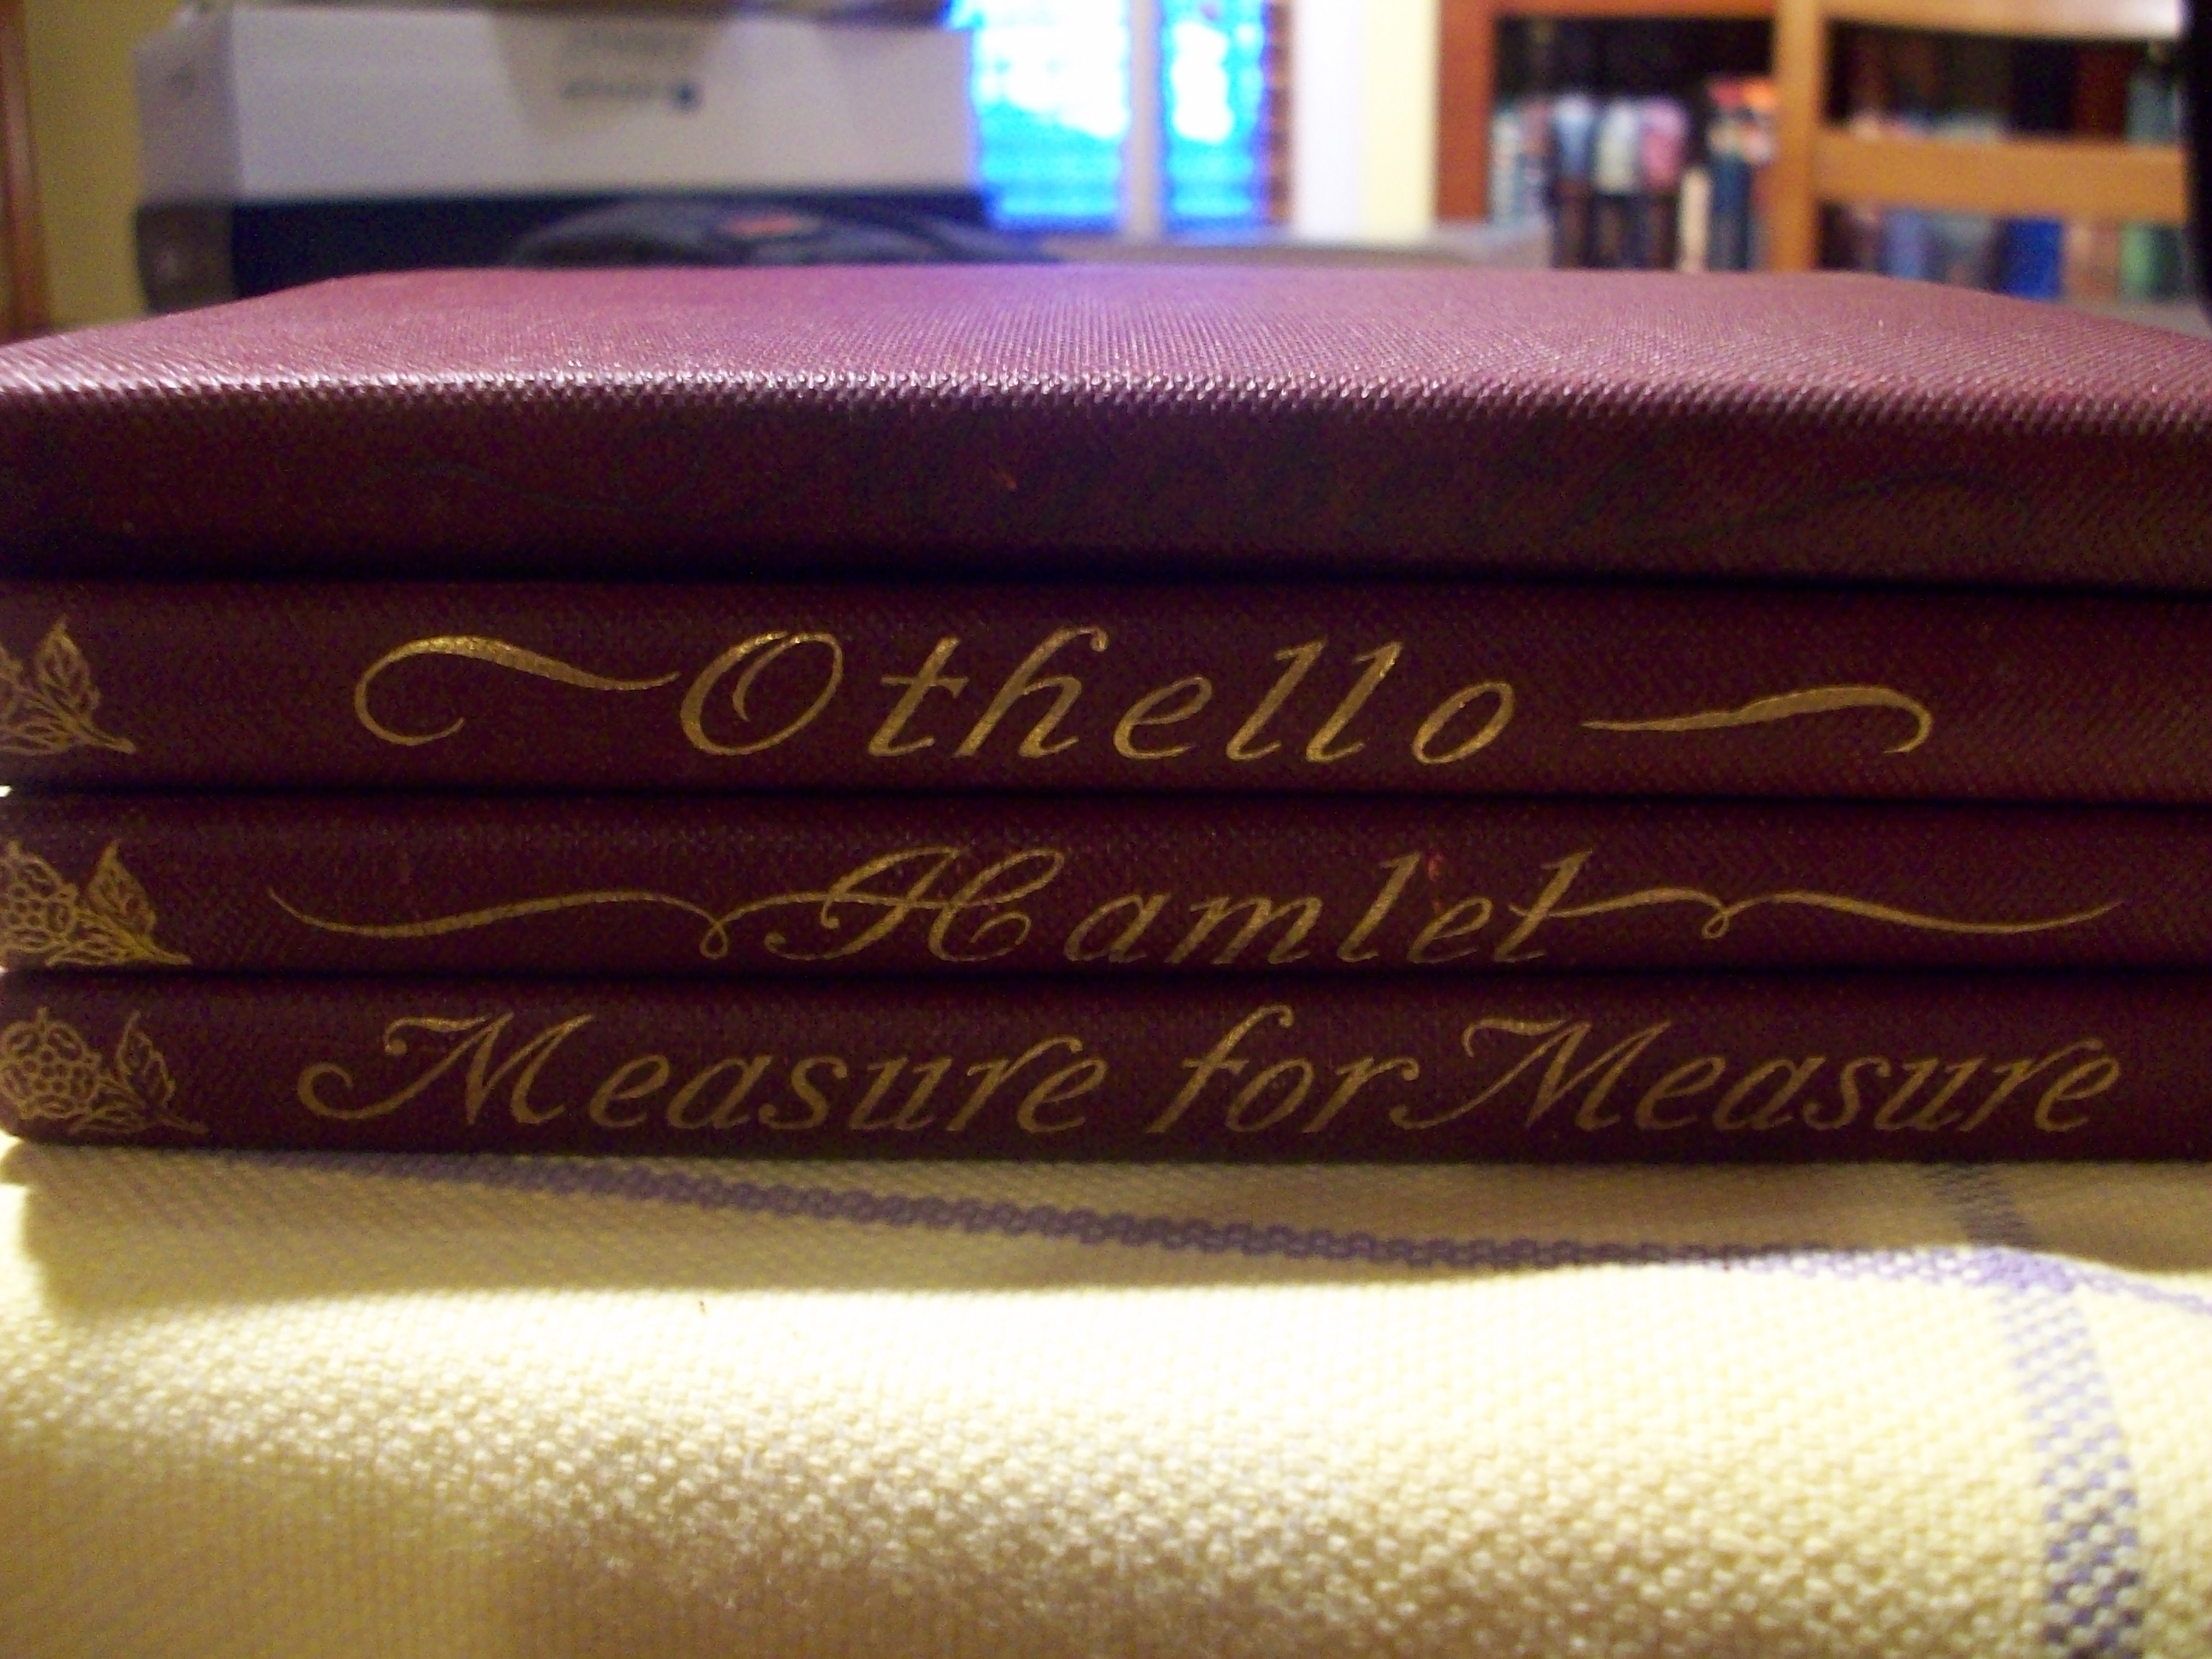 Othello
Hamlet
Measure for Measure